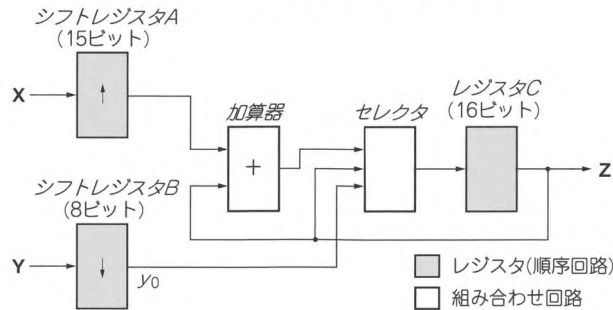 シフトレジスタA
(15ビット)
X
↑
加算器
+
セレクタ
レジスタC
(16ビット)
Z
シフトレジスタB
(8ビット)
Y
↓
y0
レジスタ(順序回路)
組み合わせ回路